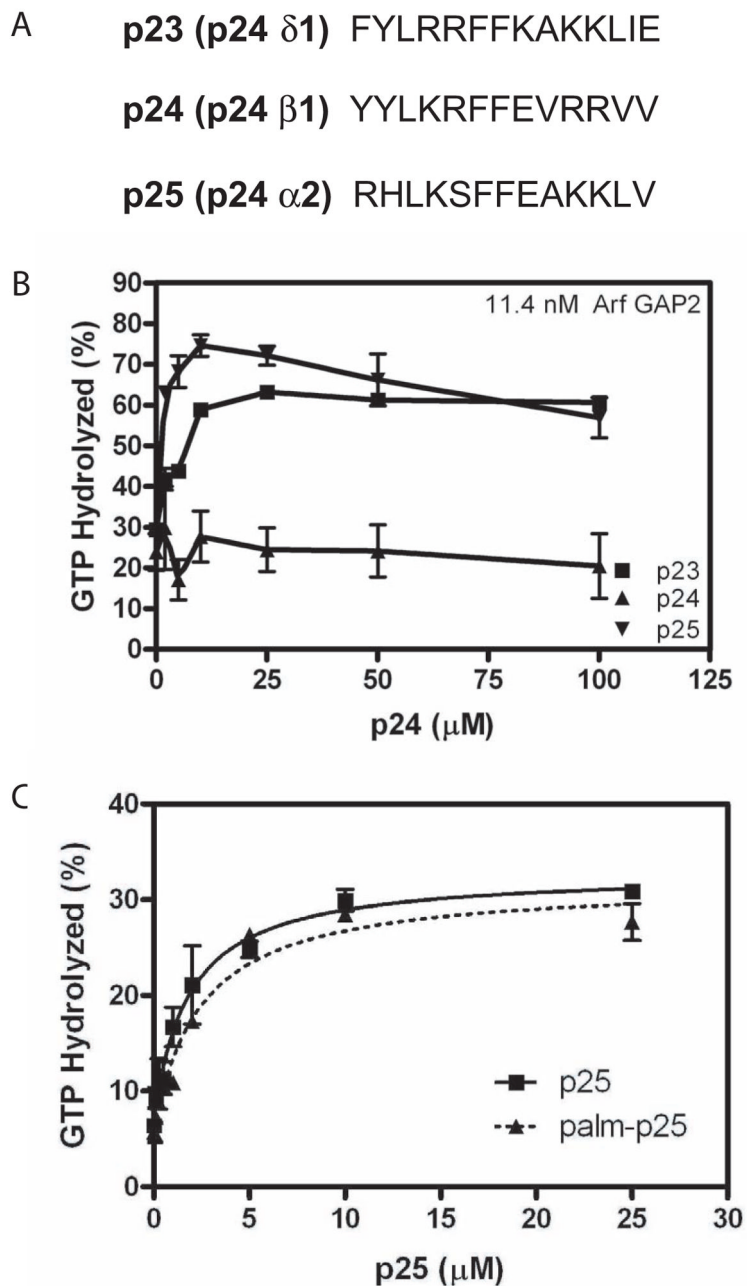 A
p23 (p24 δ1) FYLRRFFKAKKLIE
p24 (p24 β1) YYLKRFFEVRRVV
p25 (p24 α2) RHLKSFFEAKKLV
B
11.4 nM Arf GAP2
GTP Hydrolyzed (%)
90
80
70
60
50
40
30
20
10
0
0 25 50 75 100 125
p24 (μM)
p23
p24
p25
C
GTP Hydrolyzed (%)
40
30
20
10
0
0 5 10 15 20 25 30
p25 (μM)
p25
palm-p25